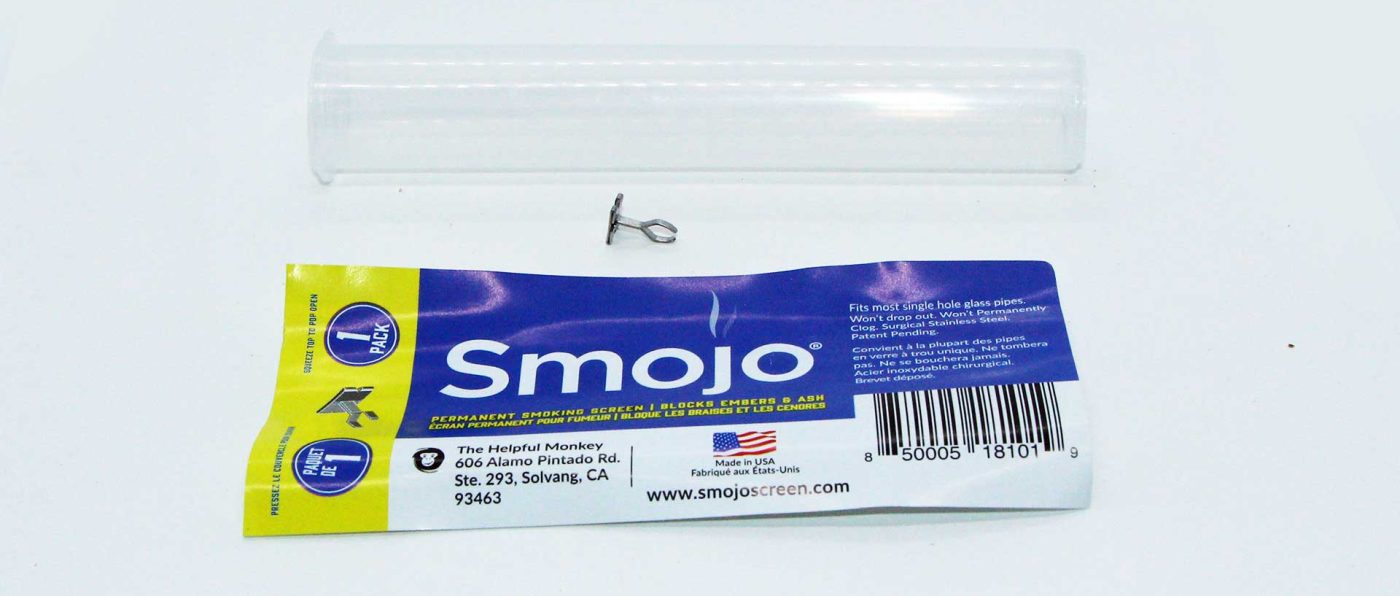 SQUEEZE TOP TO POP OPEN
1
PACK
PAQUET
DE 1
Smojo®
PERMANENT SMOKING SCREEN | BLOCKS EMBERS & ASH
ÉCRAN PERMANENT POUR FUMEUR | BLOQUE LES BRAISES ET LES CENDRES
Fits most single hole glass pipes.
Won't drop out. Won't Permanently
Clog. Surgical Stainless Steel.
Patent Pending.
Convient à la plupart des pipes
en verre à trou unique. Ne tombera
pas. Ne se bouchera jamais.
Acier inoxydable chirurgical.
Brevet déposé.
PRESSEZ LE COUVERCLE
The Helpful Monkey
606 Alamo Pintado Rd.
Ste. 293, Solvang, CA
93463
Made in USA
Fabriqué aux États-Unis
www.smojoscreen.com
8 50005 18101 9